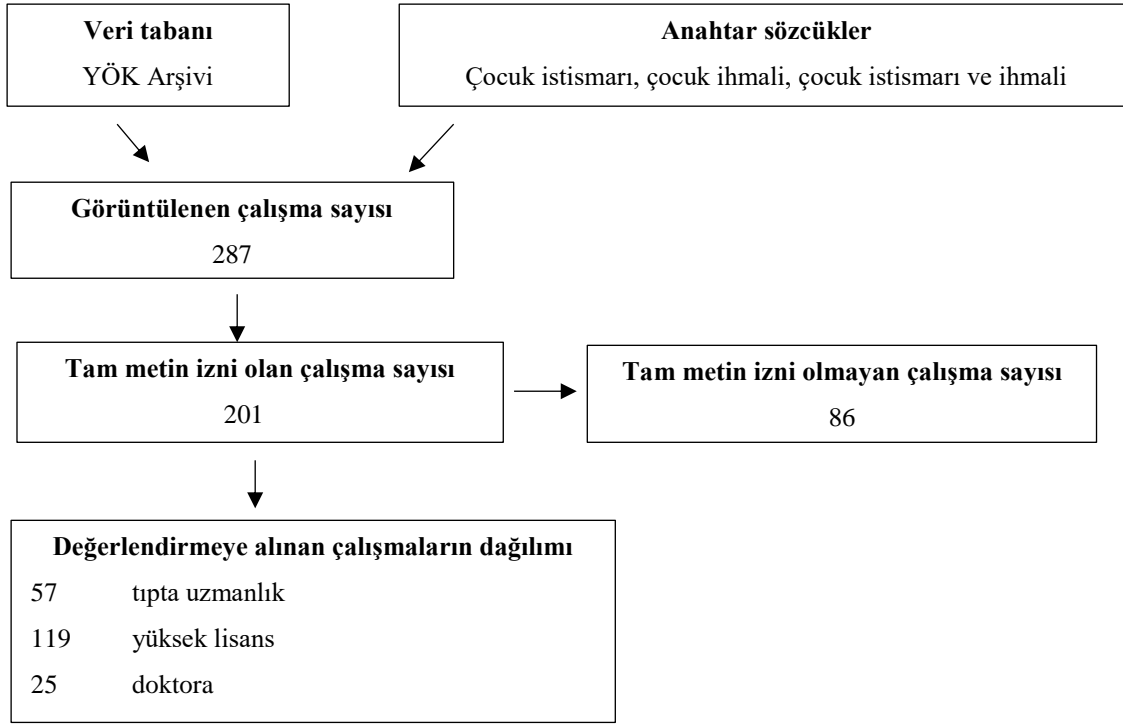 Veri tabanı
YÖK Arşivi
Anahtar sözcükler
Çocuk istismarı, çocuk ihmali, çocuk istismarı ve ihmali
Görüntülenen çalışma sayısı
287
Tam metin izni olan çalışma sayısı
201
Tam metin izni olmayan çalışma sayısı
86
Değerlendirmeye alınan çalışmaların dağılımı
57 tıpta uzmanlık
119 yüksek lisans
25 doktora